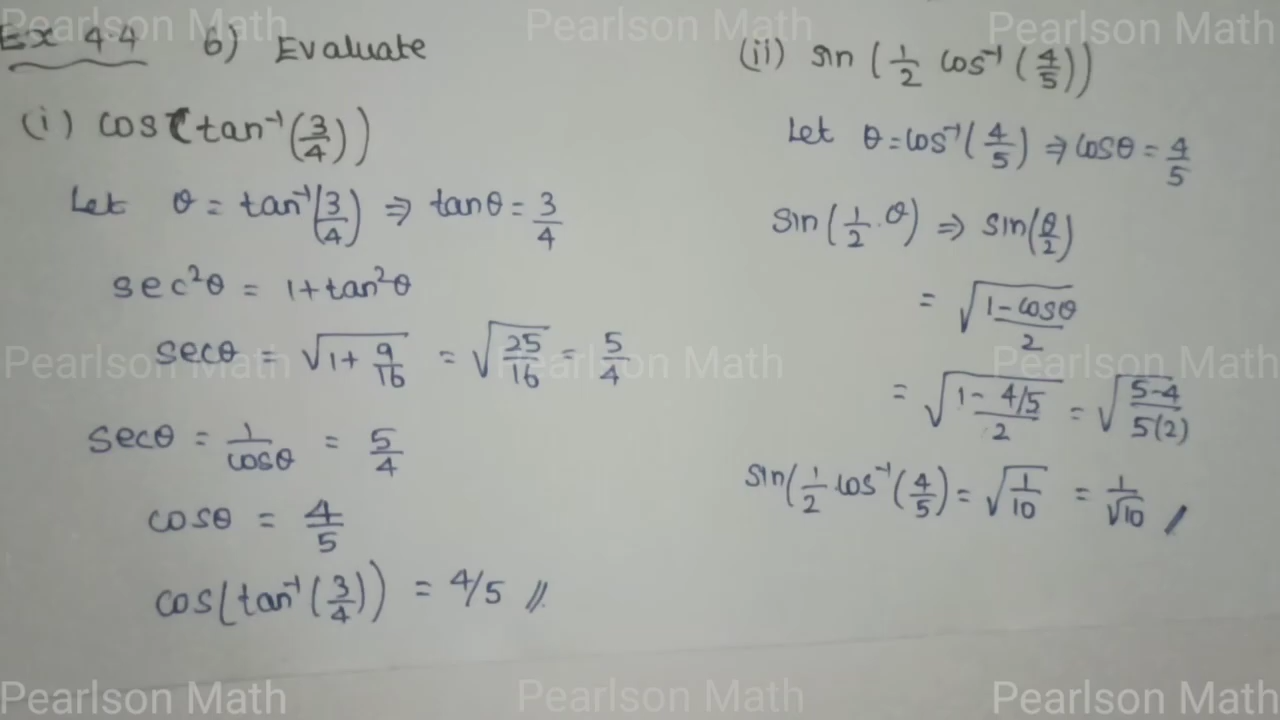 Ex 4.4 6) Evaluate
(i) cos(tan⁻¹(3/4))
Let θ = tan⁻¹(3/4) ⇒ tanθ = 3/4
sec²θ = 1+tan²θ
secθ = √(1+ 9/16) = √(25/16) = 5/4
secθ = 1/cosθ = 5/4
cosθ = 4/5
cos(tan⁻¹(3/4)) = 4/5 //
(ii) sin(1/2 cos⁻¹(4/5))
Let θ=cos⁻¹(4/5) ⇒ cosθ = 4/5
Sin(1/2 . θ) ⇒ sin(θ/2)
= √((1-cosθ)/2)
= √((1- 4/5)/2) = √((5-4)/5(2))
sin(1/2 cos⁻¹(4/5) = √(1/10) = 1/√10 //
Pearlson Math Pearlson Math Pearlson Math
Pearlson Math Pearlson Math Pearlson Math
Pearlson Math Pearlson Math Pearlson Math